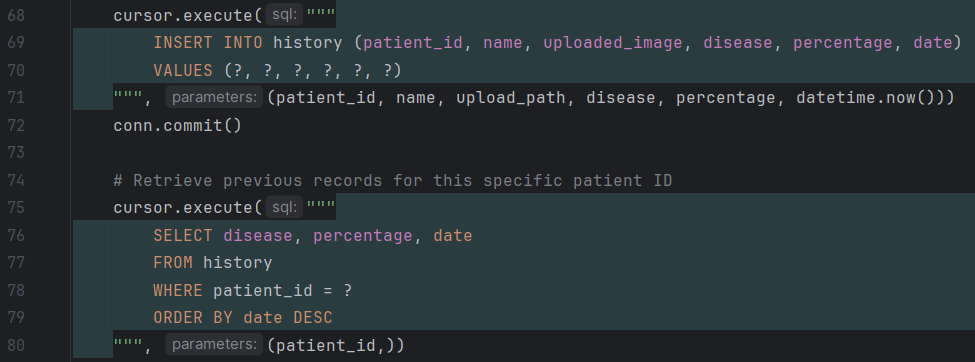 68 cursor.execute( sql: """
69 INSERT INTO history (patient_id, name, uploaded_image, disease, percentage, date)
70 VALUES (?, ?, ?, ?, ?, ?)
71 """, parameters: (patient_id, name, upload_path, disease, percentage, datetime.now()))
72 conn.commit()
73
74 # Retrieve previous records for this specific patient ID
75 cursor.execute( sql: """
76 SELECT disease, percentage, date
77 FROM history
78 WHERE patient_id = ?
79 ORDER BY date DESC
80 """, parameters: (patient_id,))